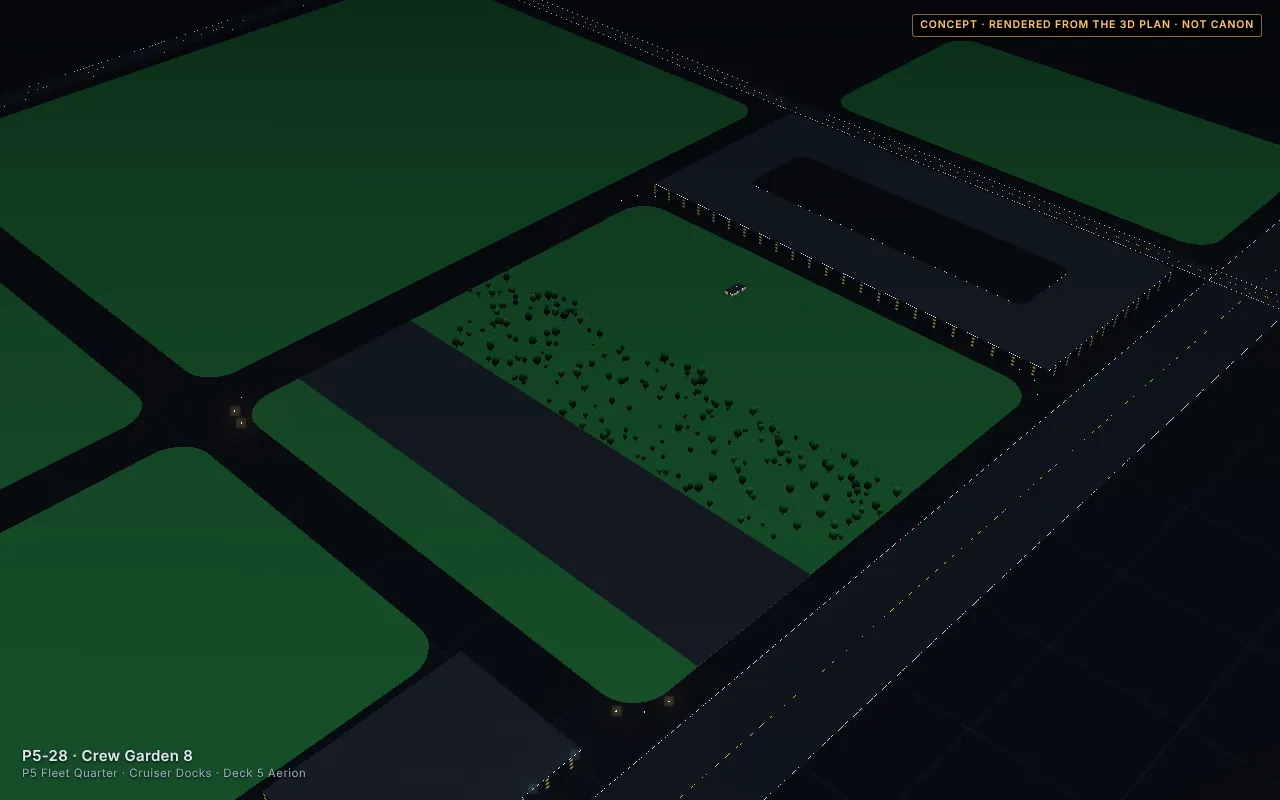 CONCEPT · RENDERED FROM THE 3D PLAN · NOT CANON
P5-28 · Crew Garden 8
P5 Fleet Quarter · Cruiser Docks · Deck 5 Aerion